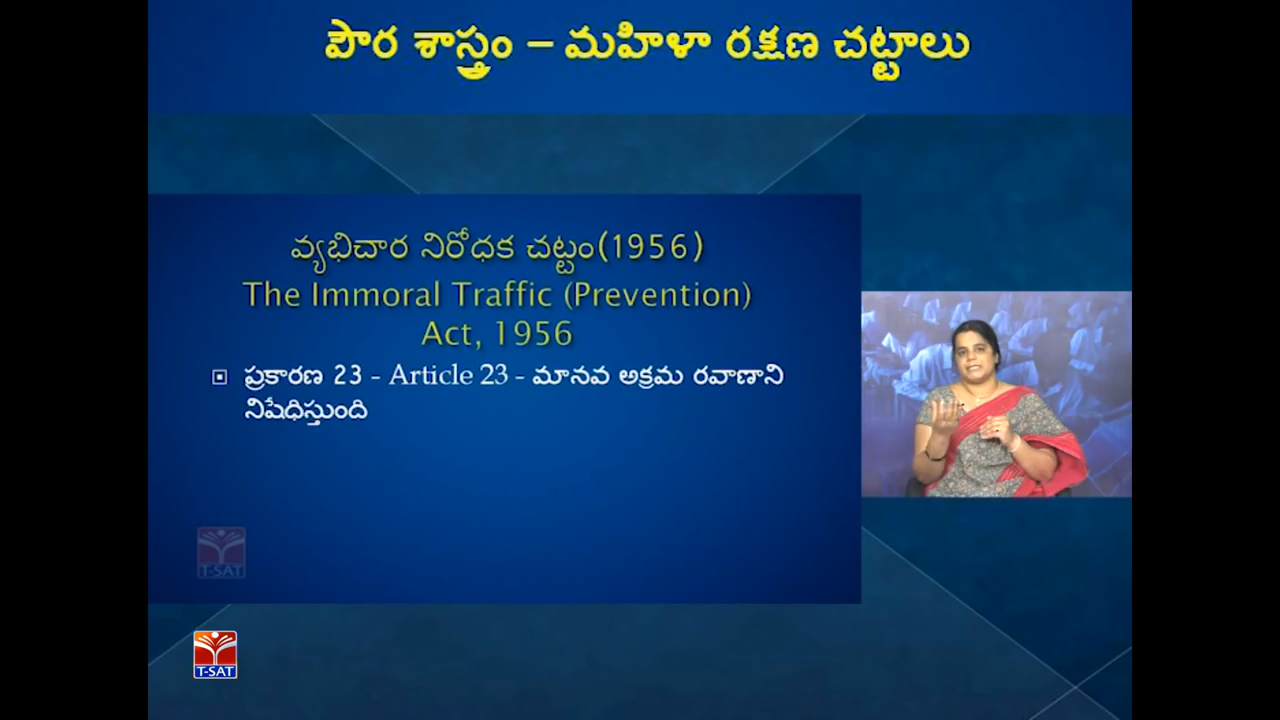 పౌర శాస్త్రం – మహిళా రక్షణ చట్టాలు
వ్యభిచార నిరోధక చట్టం(1956)
The Immoral Traffic (Prevention)
Act, 1956
ప్రకారణ 23 - Article 23 - మానవ అక్రమ రవాణాని
నిషేధిస్తుంది
T-SAT
T-SAT